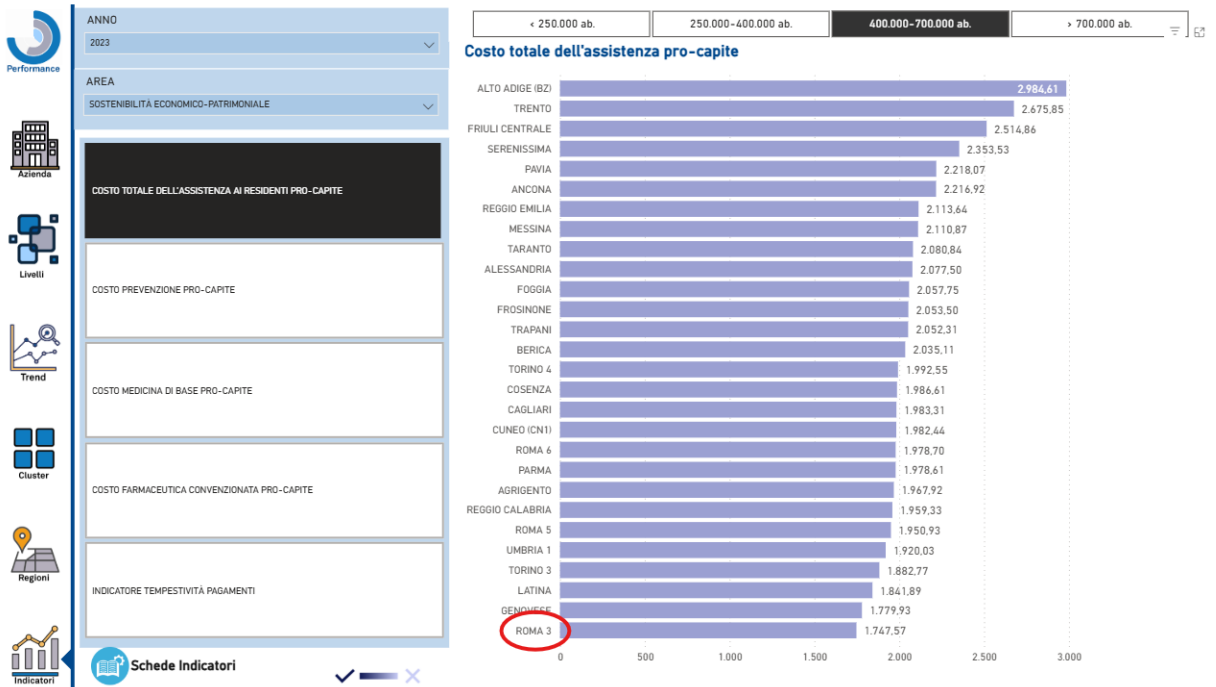 Performance
Azienda
Livelli
Trend
Cluster
Regioni
Indicatori
ANNO
2023
AREA
SOSTENIBILITÀ ECONOMICO-PATRIMONIALE
COSTO TOTALE DELL'ASSISTENZA AI RESIDENTI PRO-CAPITE
COSTO PREVENZIONE PRO-CAPITE
COSTO MEDICINA DI BASE PRO-CAPITE
COSTO FARMACEUTICA CONVENZIONATA PRO-CAPITE
INDICATORE TEMPESTIVITÀ PAGAMENTI
Schede Indicatori
< 250.000 ab. 250.000-400.000 ab. 400.000-700.000 ab. > 700.000 ab.
Costo totale dell'assistenza pro-capite
ALTO ADIGE (BZ) 2.984,61
TRENTO 2.675,85
FRIULI CENTRALE 2.514,86
SERENISSIMA 2.353,53
PAVIA 2.218,07
ANCONA 2.216,92
REGGIO EMILIA 2.113,64
MESSINA 2.110,87
TARANTO 2.080,84
ALESSANDRIA 2.077,50
FOGGIA 2.057,75
FROSINONE 2.053,50
TRAPANI 2.052,31
BERICA 2.035,11
TORINO 4 1.992,55
COSENZA 1.986,61
CAGLIARI 1.983,31
CUNEO (CN1) 1.982,44
ROMA 6 1.978,70
PARMA 1.978,61
AGRIGENTO 1.967,92
REGGIO CALABRIA 1.959,33
ROMA 5 1.950,93
UMBRIA 1 1.920,03
TORINO 3 1.882,77
LATINA 1.841,89
GENOVESE 1.779,93
ROMA 3 1.747,57
0 500 1.000 1.500 2.000 2.500 3.000